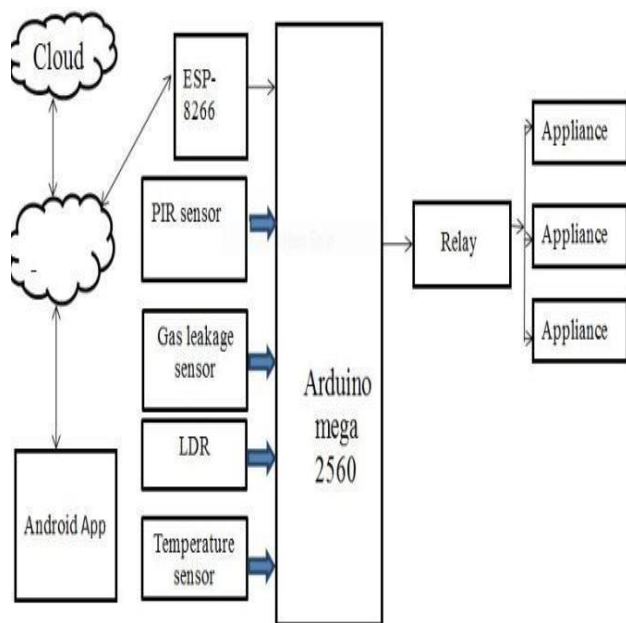 Cloud
ESP-
8266
PIR sensor
Gas leakage
sensor
LDR
Temperature
sensor
Android App
Arduino
mega
2560
Relay
Appliance
Appliance
Appliance